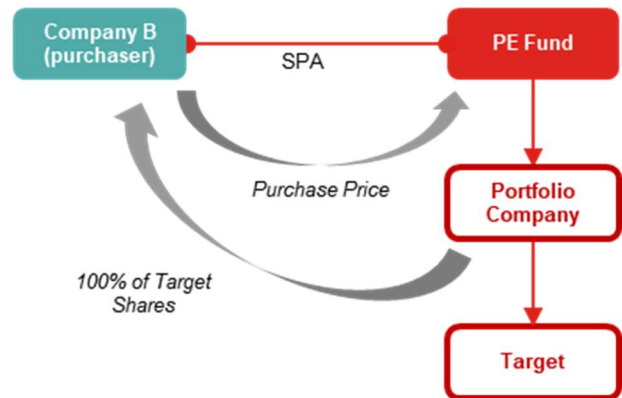 Company B
(purchaser)
SPA
PE Fund
Purchase Price
Portfolio
Company
100% of Target
Shares
Target